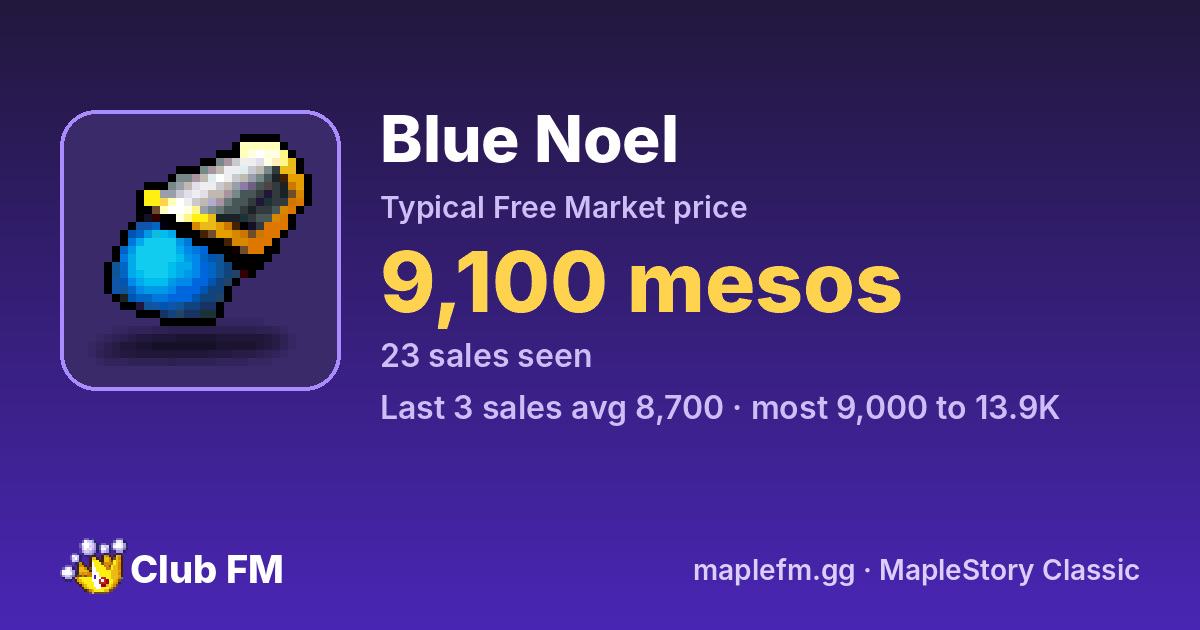 Blue Noel
Typical Free Market price
9,100 mesos
23 sales seen
Last 3 sales avg 8,700 · most 9,000 to 13.9K
Club FM
maplefm.gg · MapleStory Classic